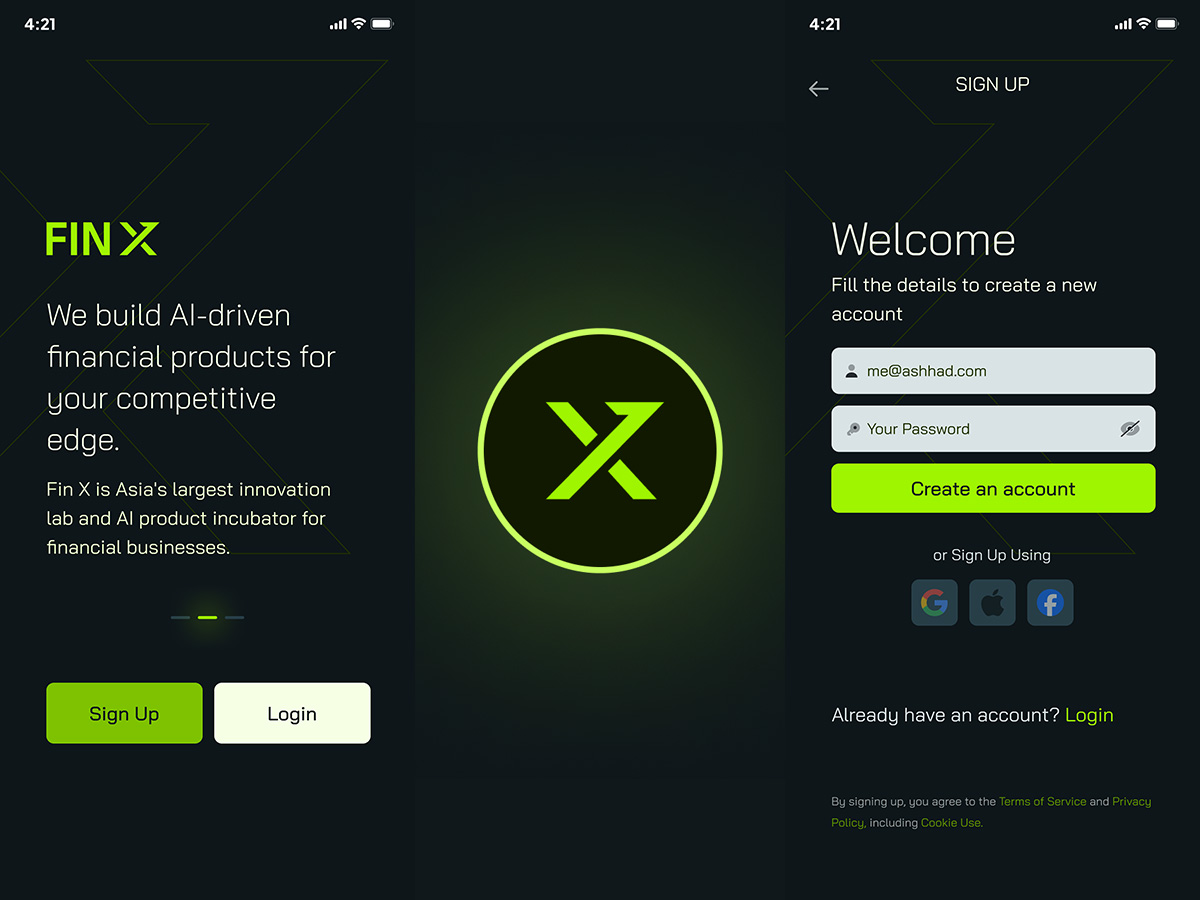 4:21
FIN X
We build AI-driven
financial products for
your competitive
edge.
Fin X is Asia's largest innovation
lab and AI product incubator for
financial businesses.
Sign Up
Login
X
4:21
SIGN UP
Welcome
Fill the details to create a new
account
me@ashhad.com
Your Password
Create an account
or Sign Up Using
Already have an account? Login
By signing up, you agree to the Terms of Service and Privacy
Policy, including Cookie Use.